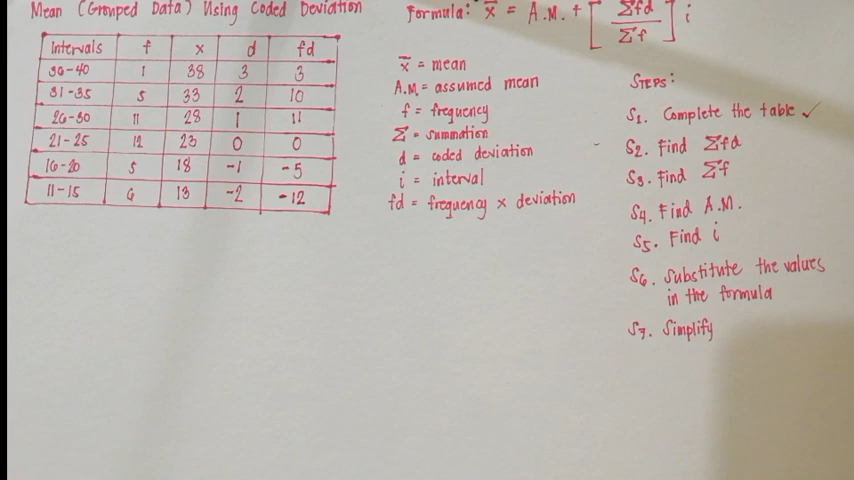 Mean (Grouped Data) Using Coded Deviation
Intervals f x d fd
36-40 1 38 3 3
31-35 5 33 2 10
26-30 11 28 1 11
21-25 12 23 0 0
16-20 5 18 -1 -5
11-15 6 13 -2 -12
Formula: x̄ = A.M. + [ Σfd / Σf ] i
x̄ = mean
A.M = assumed mean
f = frequency
Σ = summation
d = coded deviation
i = interval
fd = frequency x deviation
STEPS:
S1. Complete the table ✓
S2. Find Σfd
S3. Find Σf
S4. Find A.M.
S5. Find i
S6. Substitute the values
in the formula
S7. Simplify